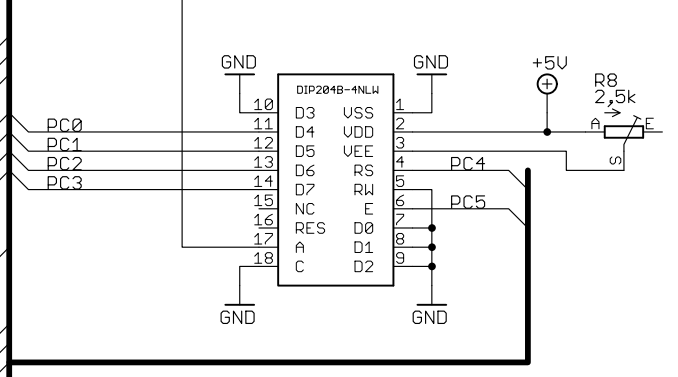 GND
GND
+5V
DIP204B-4NLW
R8
2,5k
10 D3 VSS 1
A E
PC0 11 D4 VDD 2
PC1 12 D5 VEE 3
S
PC2 13 D6 RS 4 PC4
PC3 14 D7 RW 5
15 NC E 6 PC5
16 RES D0 7
17 A D1 8
18 C D2 9
GND
GND